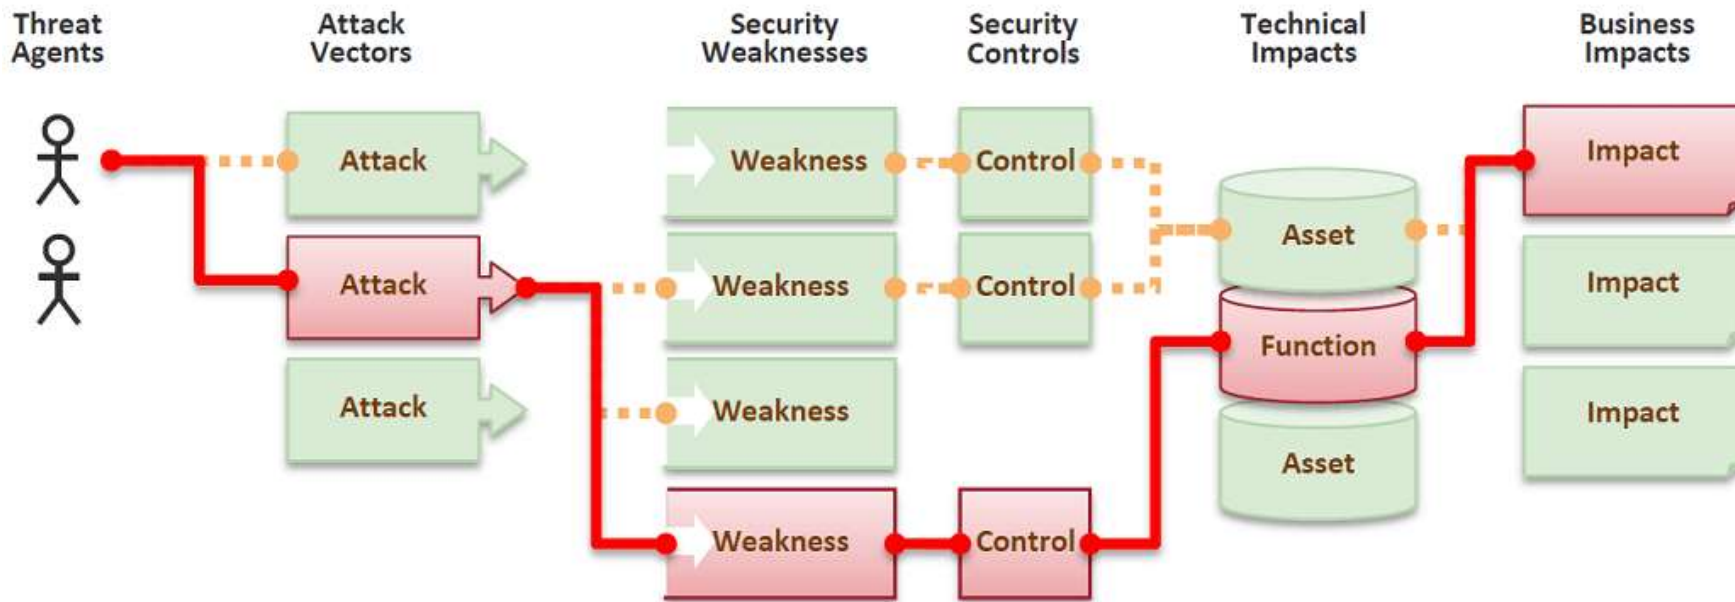 Threat
Agents
Attack
Vectors
Security
Weaknesses
Security
Controls
Technical
Impacts
Business
Impacts
Attack
Weakness
Control
Impact
Asset
Attack
Weakness
Control
Impact
Function
Attack
Weakness
Impact
Asset
Weakness
Control